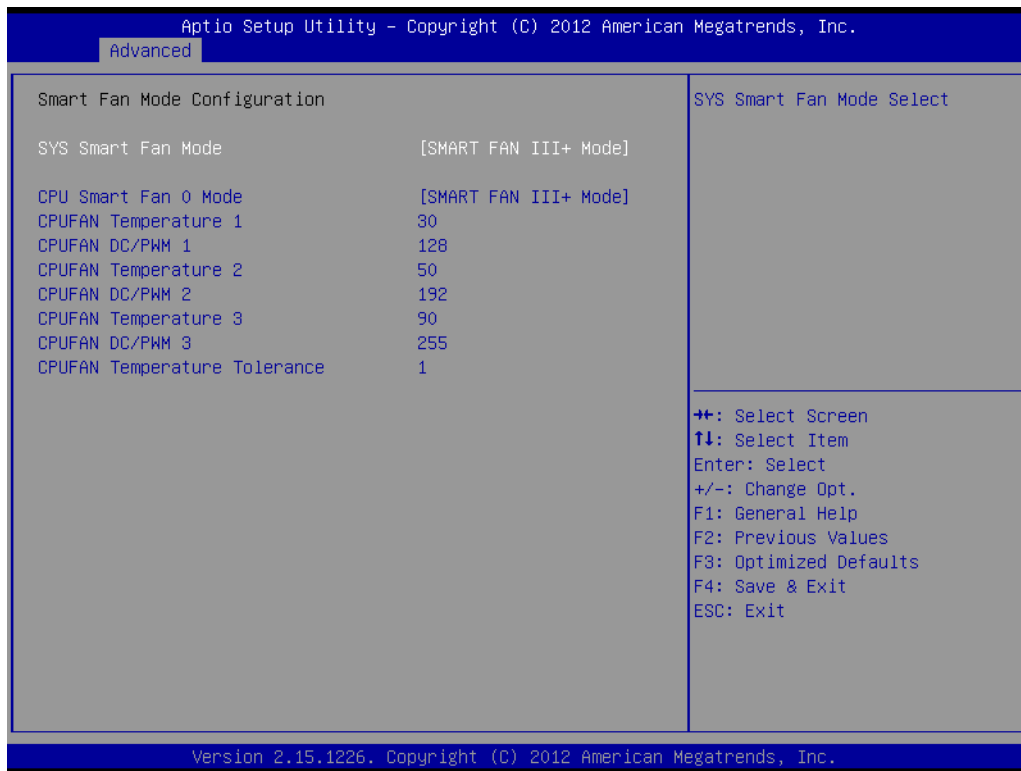 Aptio Setup Utility – Copyright (C) 2012 American Megatrends, Inc.
Advanced
Smart Fan Mode Configuration
SYS Smart Fan Mode [SMART FAN III+ Mode]
CPU Smart Fan 0 Mode [SMART FAN III+ Mode]
CPUFAN Temperature 1 30
CPUFAN DC/PWM 1 128
CPUFAN Temperature 2 50
CPUFAN DC/PWM 2 192
CPUFAN Temperature 3 90
CPUFAN DC/PWM 3 255
CPUFAN Temperature Tolerance 1
SYS Smart Fan Mode Select
→←: Select Screen
↑↓: Select Item
Enter: Select
+/-: Change Opt.
F1: General Help
F2: Previous Values
F3: Optimized Defaults
F4: Save & Exit
ESC: Exit
Version 2.15.1226. Copyright (C) 2012 American Megatrends, Inc.